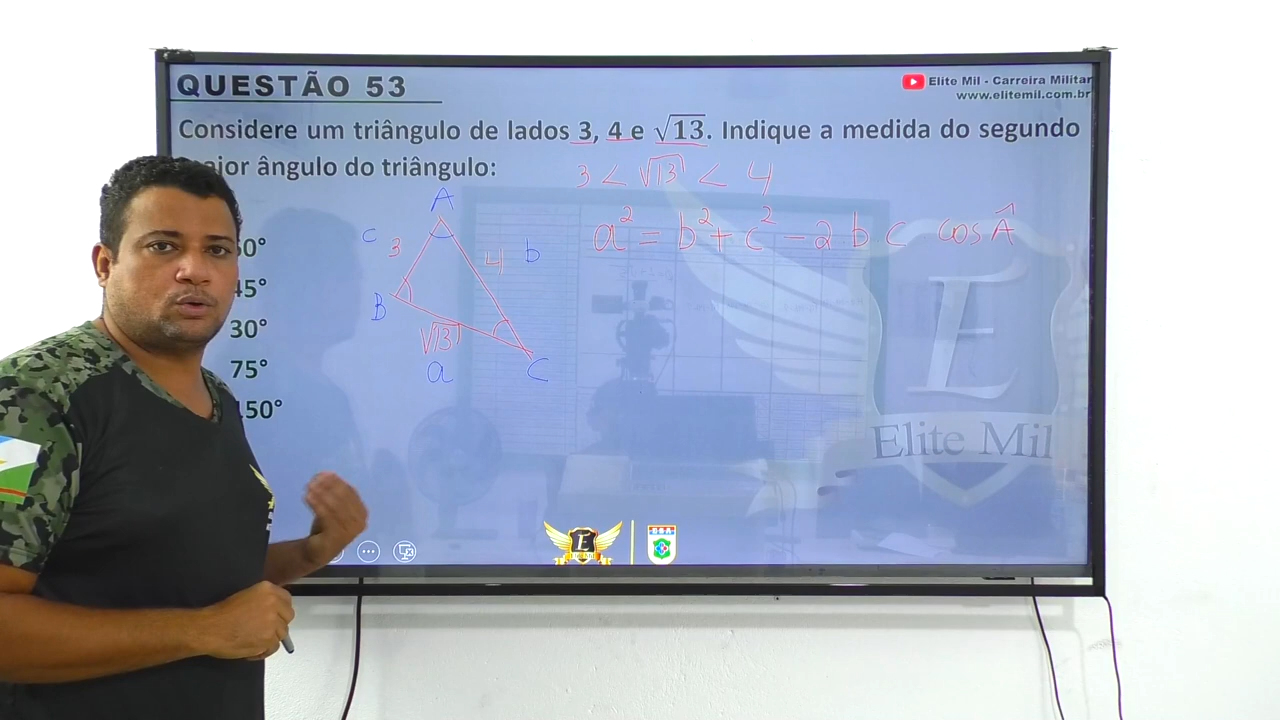 QUESTÃO 53
Elite Mil - Carreira Militar
www.elitemil.com.br
Considere um triângulo de lados 3, 4 e √13. Indique a medida do segundo
ior ângulo do triângulo:
3 < √13 < 4
a² = b² + c² - 2 b c cos Â
A
c 3 4 b
B
√13
a C
0°
45°
30°
75°
150°
Elite Mil
E